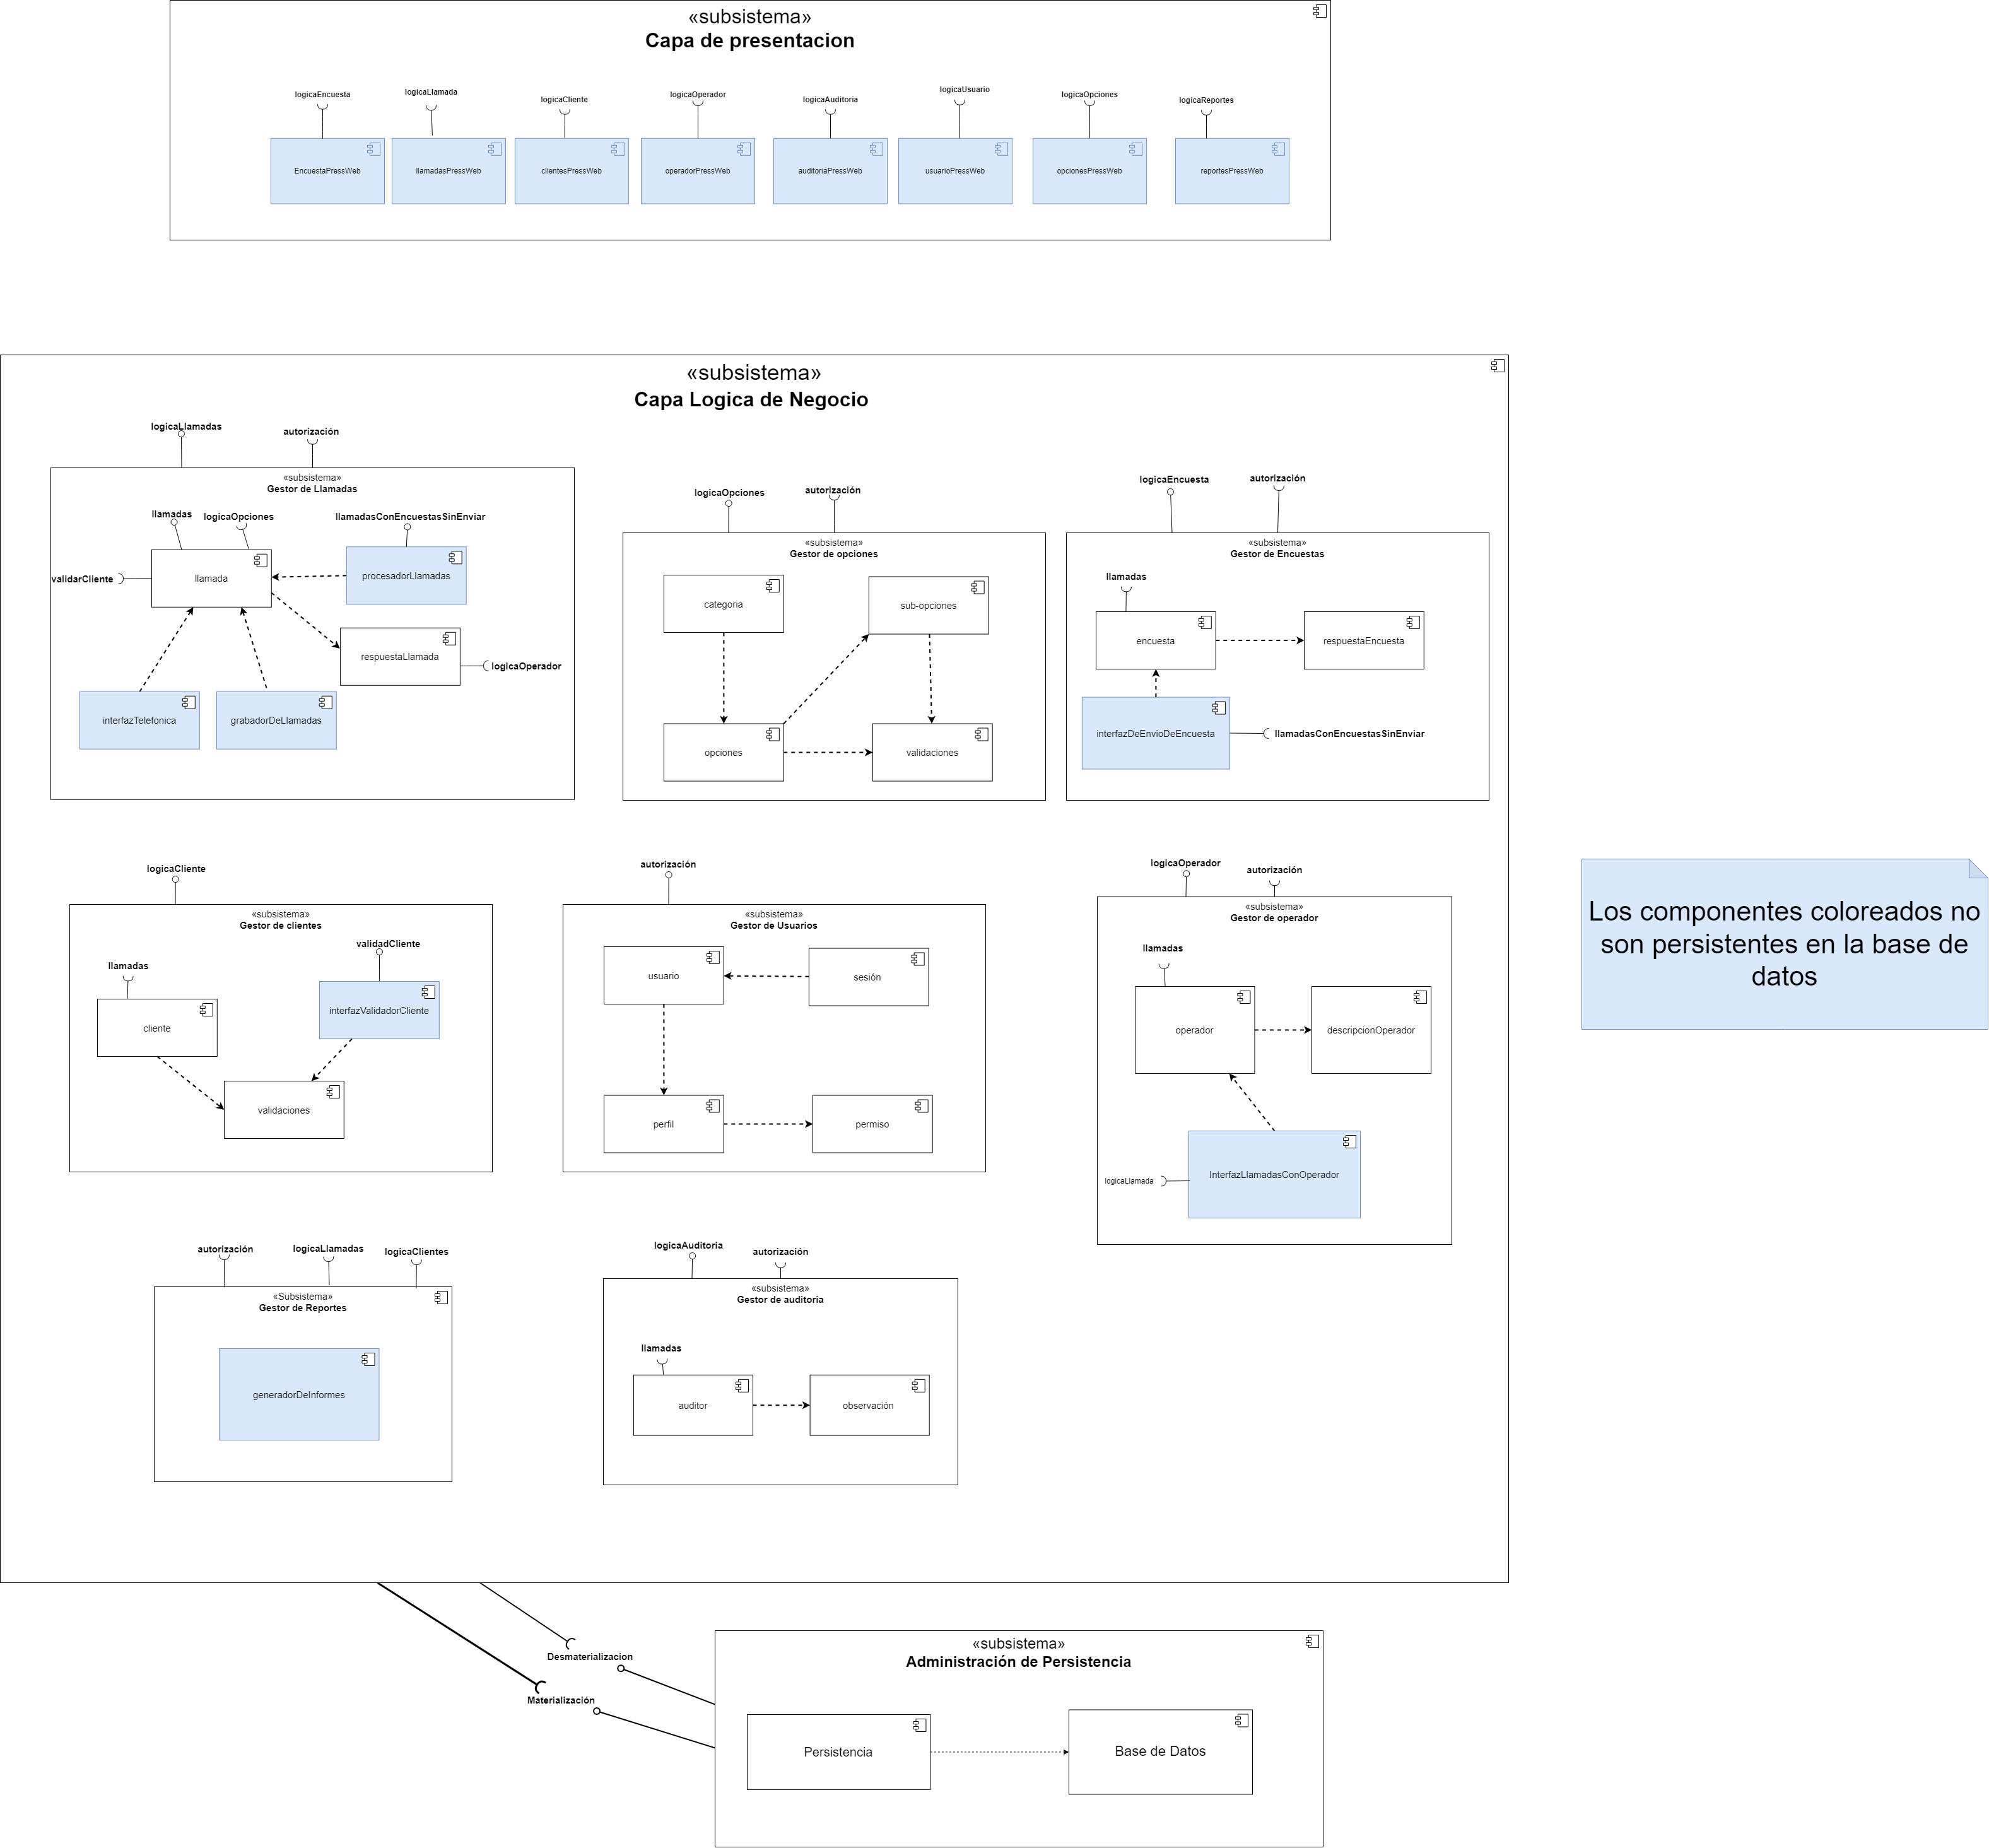 «subsistema»
Capa de presentacion
logicaEncuesta
logicaLlamada
logicaCliente
logicaOperador
logicaAuditoria
logicaUsuario
logicaOpciones
logicaReportes
EncuestaPressWeb
llamadasPressWeb
clientesPressWeb
operadorPressWeb
auditoriaPressWeb
usuarioPressWeb
opcionesPressWeb
reportesPressWeb
«subsistema»
Capa Logica de Negocio
logicaLlamadas
autorización
«subsistema»
Gestor de Llamadas
llamadas
logicaOpciones
llamadasConEncuestasSinEnviar
validarCliente
llamada
procesadorLlamadas
respuestaLlamada
logicaOperador
interfazTelefonica
grabadorDeLlamadas
logicaOpciones
autorización
«subsistema»
Gestor de opciones
categoria
sub-opciones
opciones
validaciones
logicaEncuesta
autorización
«subsistema»
Gestor de Encuestas
llamadas
encuesta
respuestaEncuesta
interfazDeEnvioDeEncuesta
llamadasConEncuestasSinEnviar
logicaCliente
«subsistema»
Gestor de clientes
llamadas
validadCliente
cliente
interfazValidadorCliente
validaciones
autorización
«subsistema»
Gestor de Usuarios
usuario
sesión
perfil
permiso
logicaOperador
autorización
«subsistema»
Gestor de operador
llamadas
operador
descripcionOperador
logicaLlamada
InterfazLlamadasConOperador
Los componentes coloreados no
son persistentes en la base de
datos
autorización
logicaLlamadas
logicaClientes
«Subsistema»
Gestor de Reportes
generadorDeInformes
logicaAuditoria
autorización
«subsistema»
Gestor de auditoria
llamadas
auditor
observación
Desmaterializacion
Materialización
«subsistema»
Administración de Persistencia
Persistencia
Base de Datos